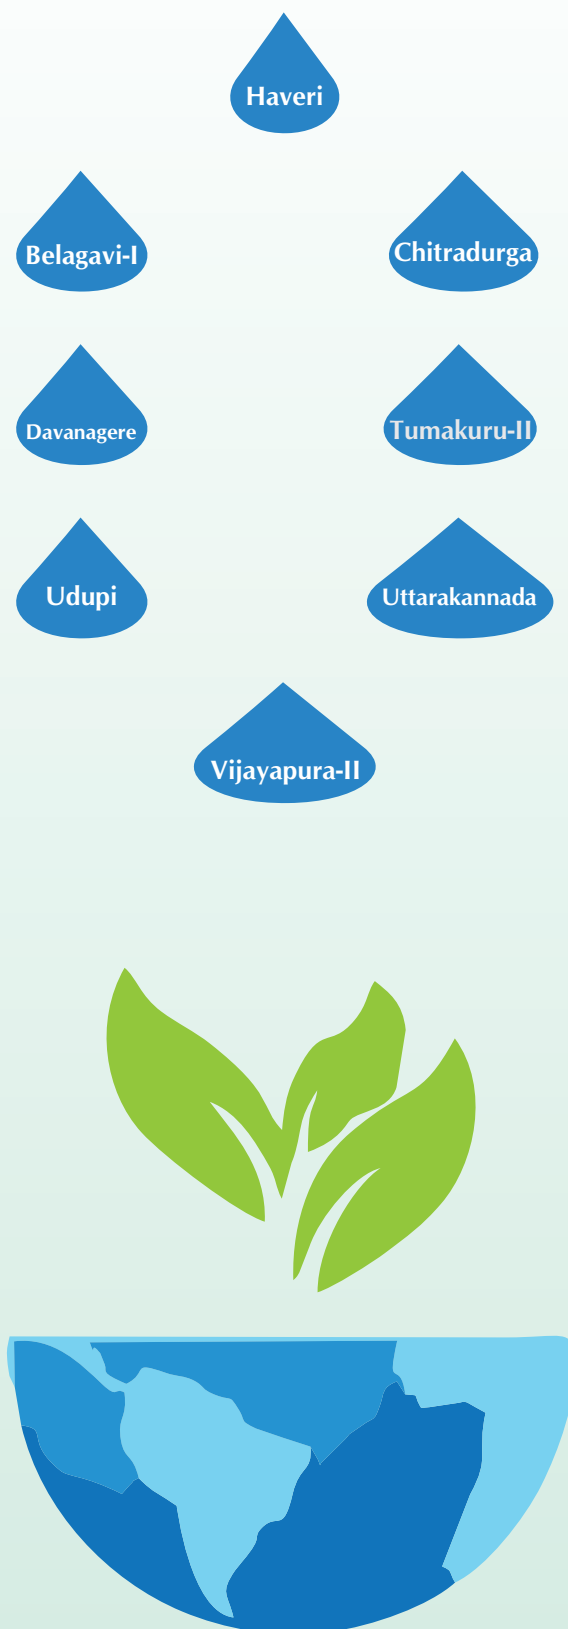 Haveri
Belagavi-I
Chitradurga
Davanagere
Tumakuru-II
Udupi
Uttarakannada
Vijayapura-II